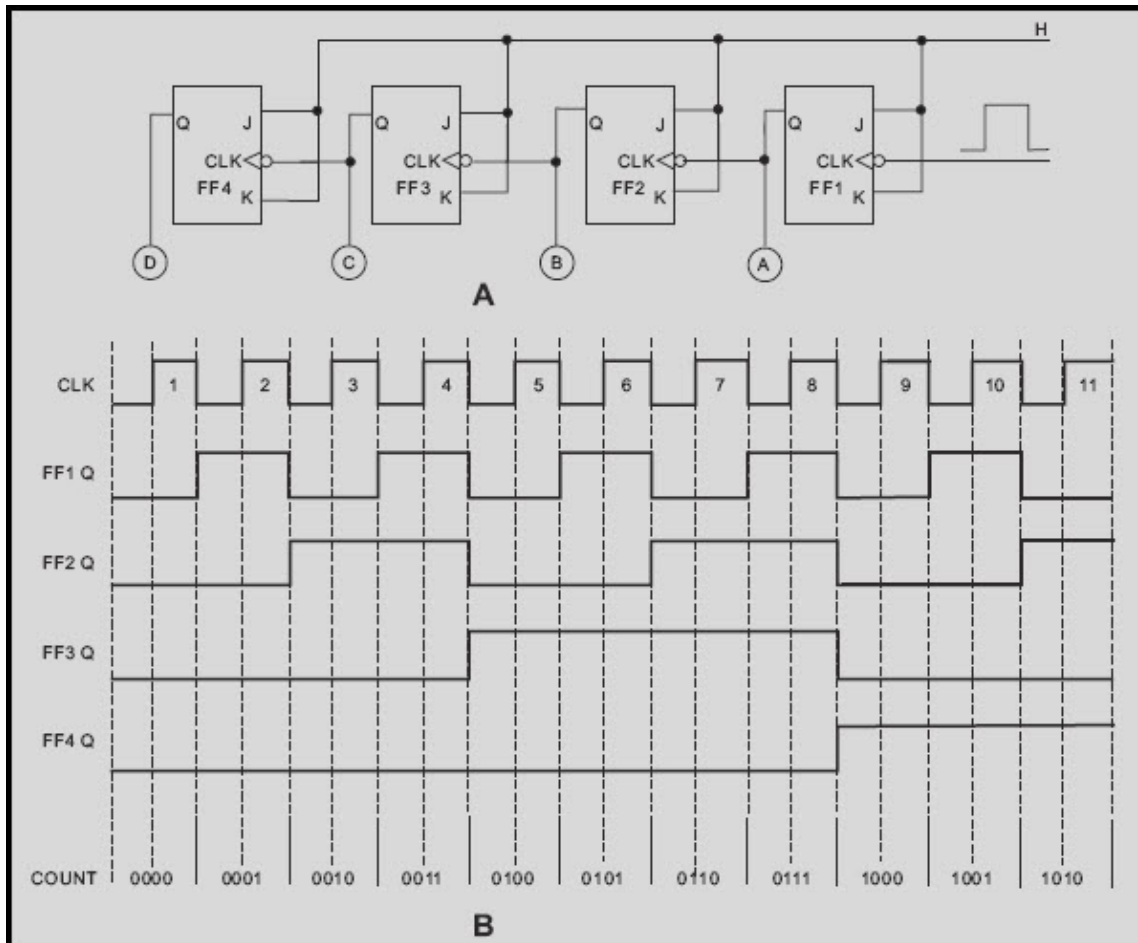 H
Q J Q J Q J Q J
CLK CLK CLK CLK
FF4 FF3 FF2 FF1
K K K K
D C B A
A
CLK 1 2 3 4 5 6 7 8 9 10 11
FF1 Q
FF2 Q
FF3 Q
FF4 Q
COUNT 0000 0001 0010 0011 0100 0101 0110 0111 1000 1001 1010
B